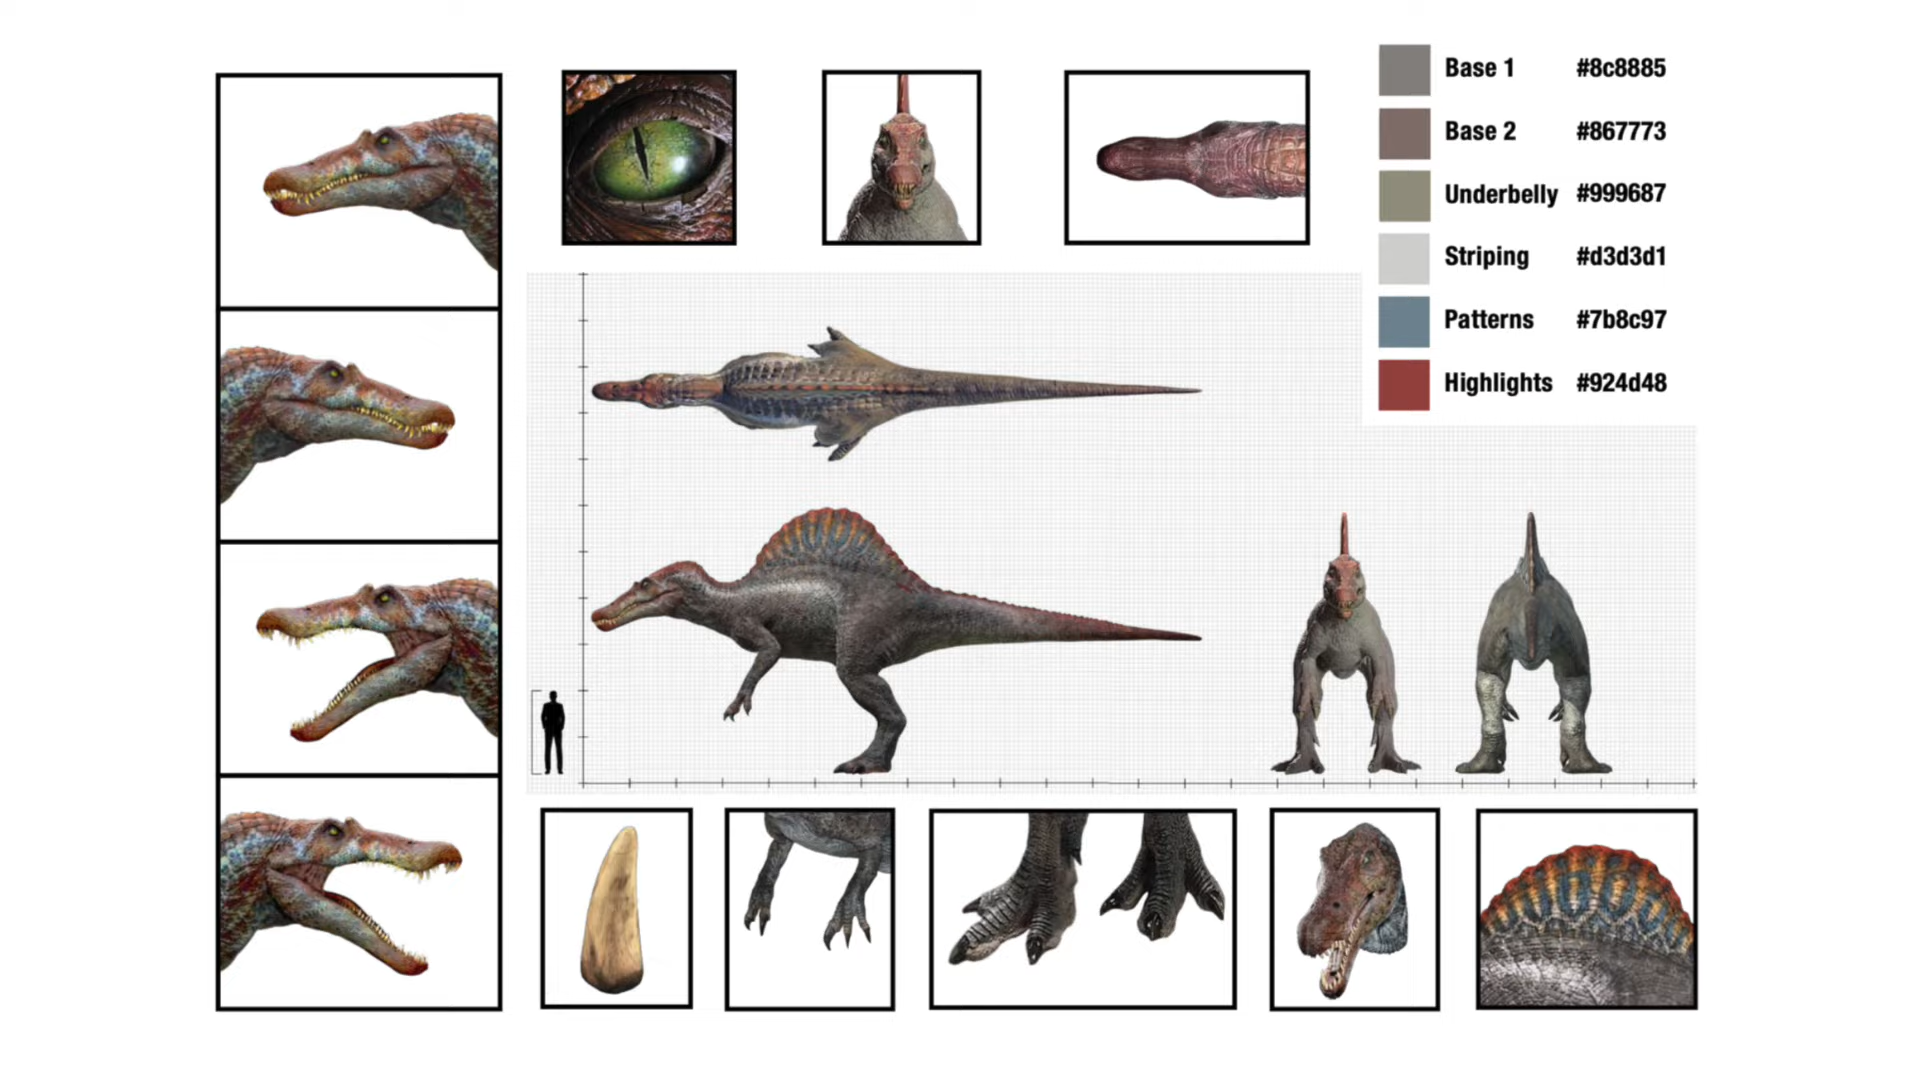 Base 1 #8c8885
Base 2 #867773
Underbelly #999687
Striping #d3d3d1
Patterns #7b8c97
Highlights #924d48